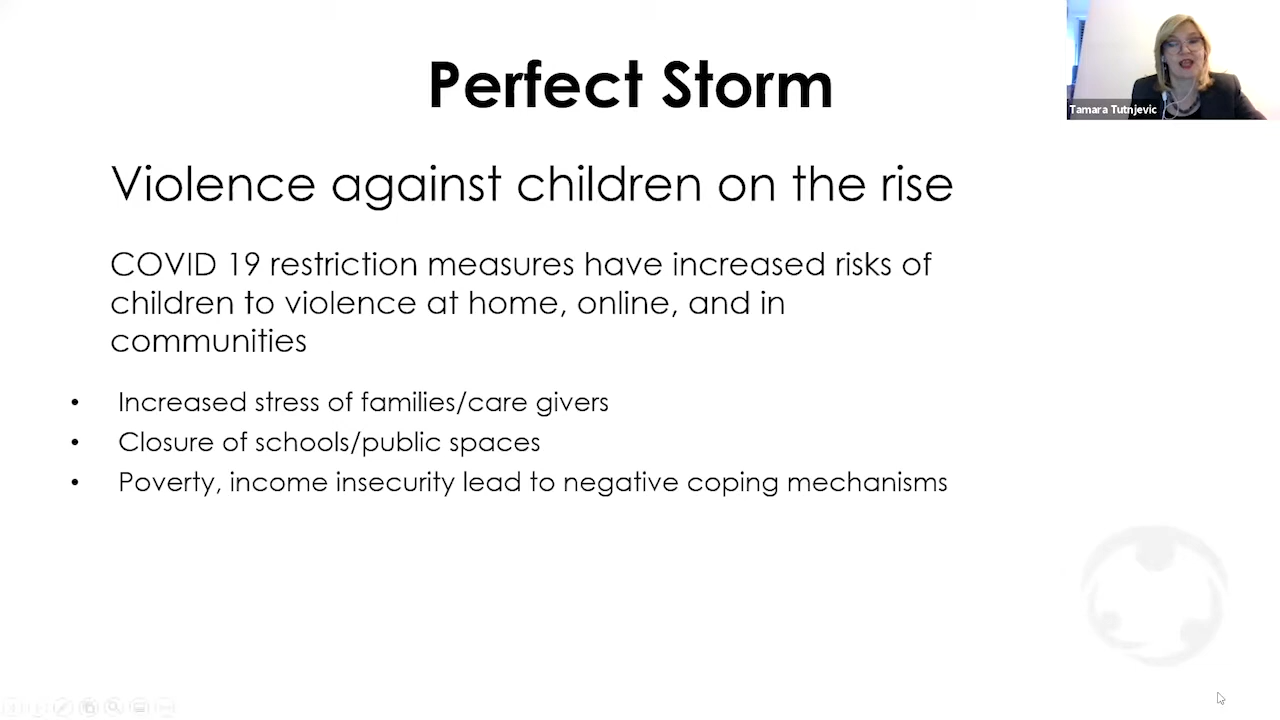 Perfect Storm
Tamara Tutnjevic
Violence against children on the rise
COVID 19 restriction measures have increased risks of
children to violence at home, online, and in
communities
• Increased stress of families/care givers
• Closure of schools/public spaces
• Poverty, income insecurity lead to negative coping mechanisms